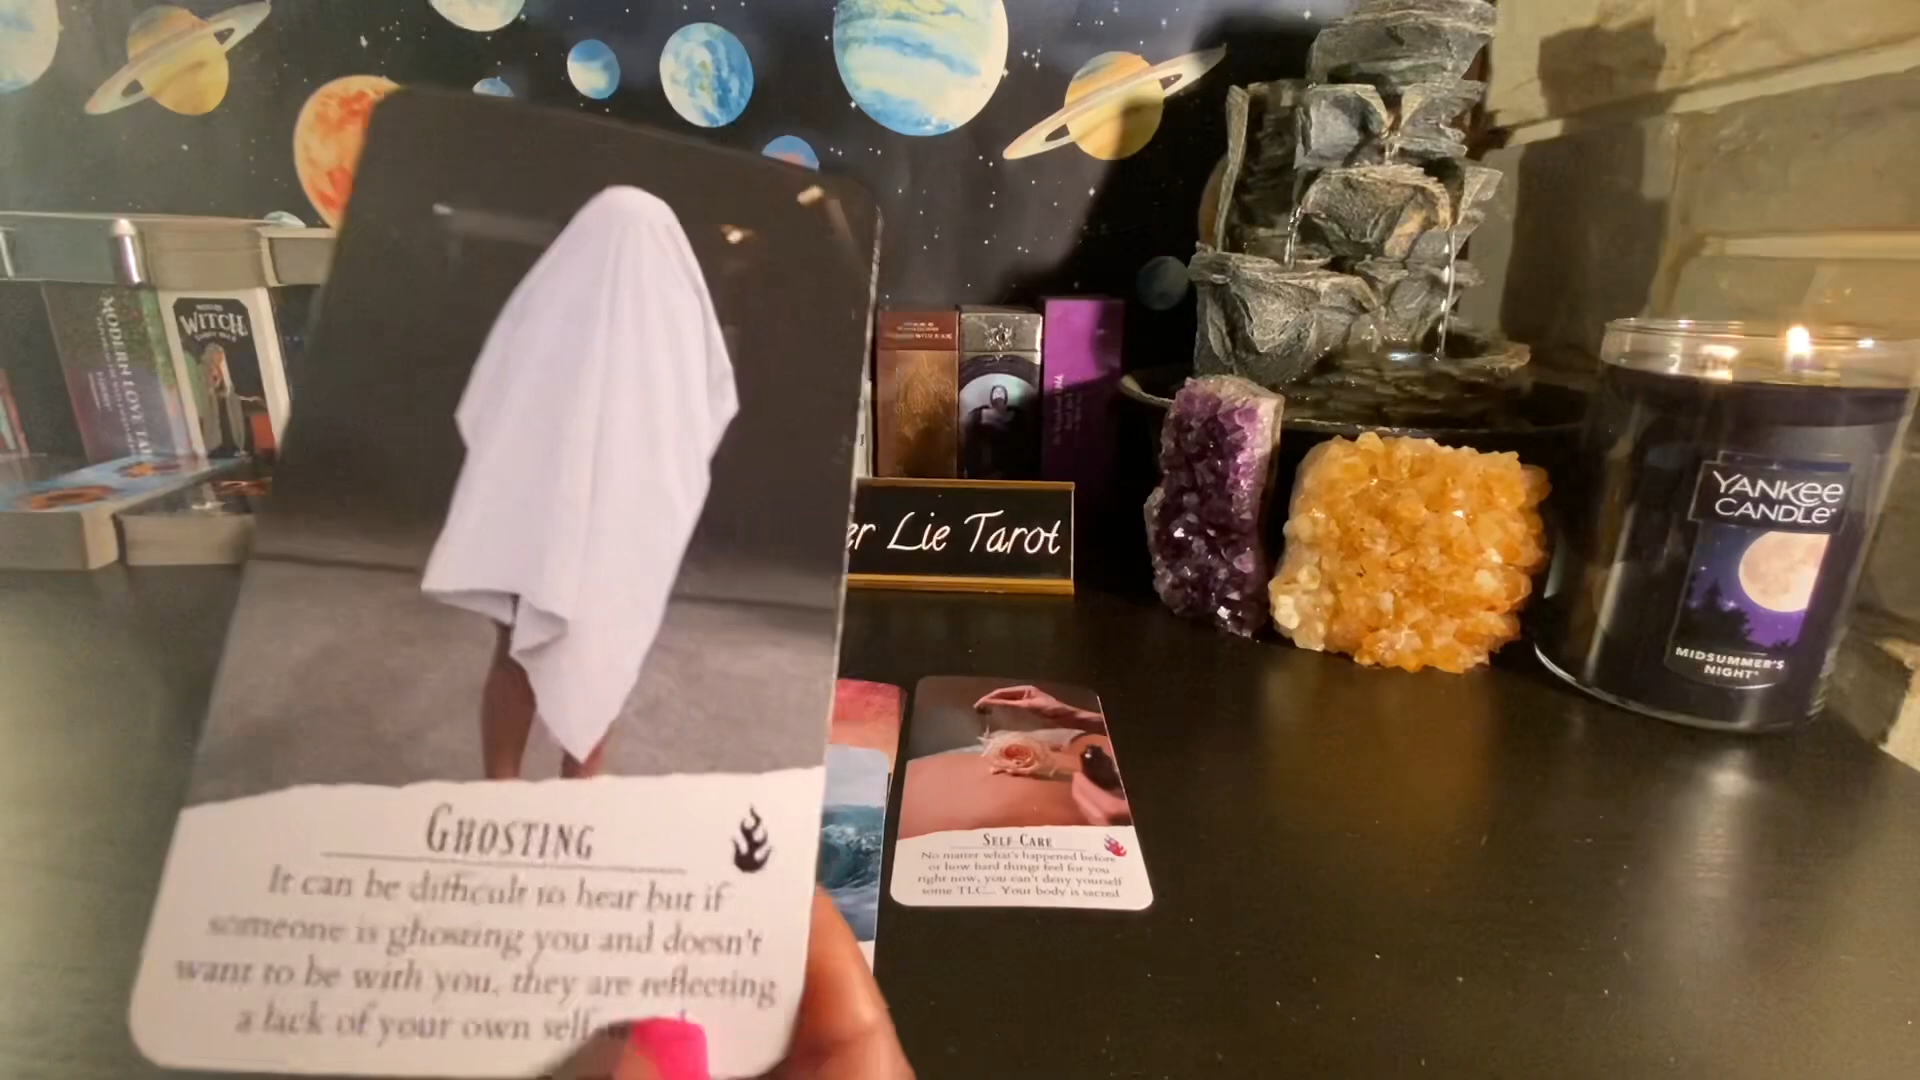 MODERN LOVE TA
WITCH
er Lie Tarot
YANKEE
CANDLE
MIDSUMMER'S
NIGHT
GHOSTING
It can be difficult to hear but if
someone is ghosting you and doesn't
want to be with you, they are reflecting
a lack of your own self
SELF CARE
No matter what's happened before
or how hard things feel for you
right now, you can't deny yourself
some TLC... Your body is sacred